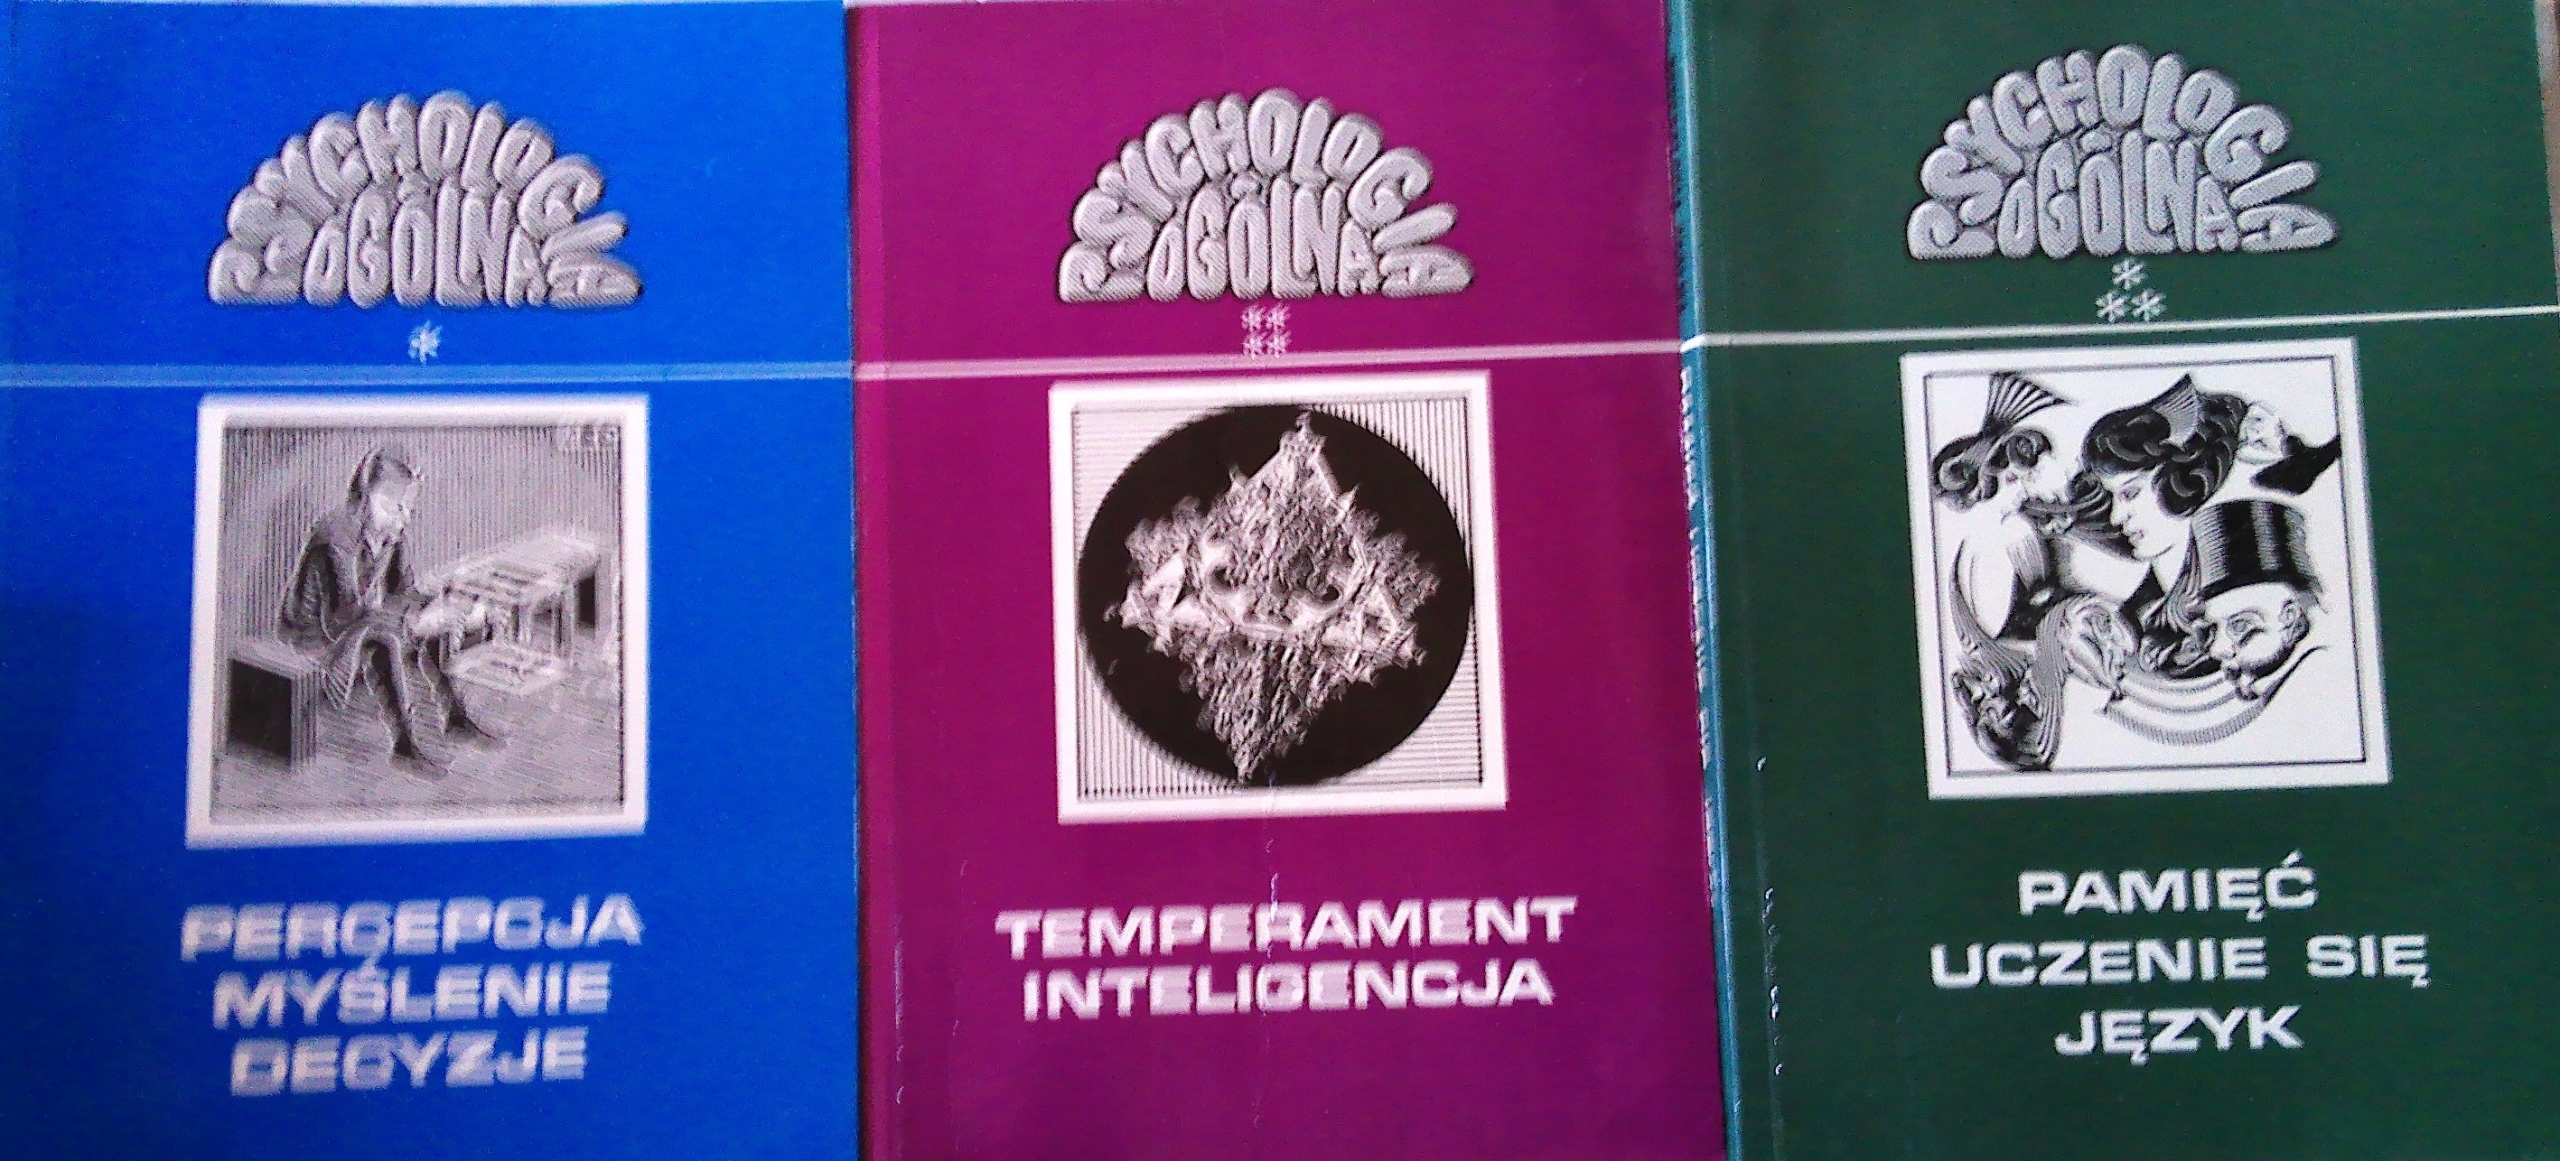 PSYCHOLOGIA
OGÓLNA
*
PERCEPCJA
MYŚLENIE
DECYZJE
PSYCHOLOGIA
OGÓLNA
**
**
TEMPERAMENT
INTELIGENCJA
PSYCHOLOGIA
OGÓLNA
*
**
PAMIĘĆ
UCZENIE SIĘ
JĘZYK